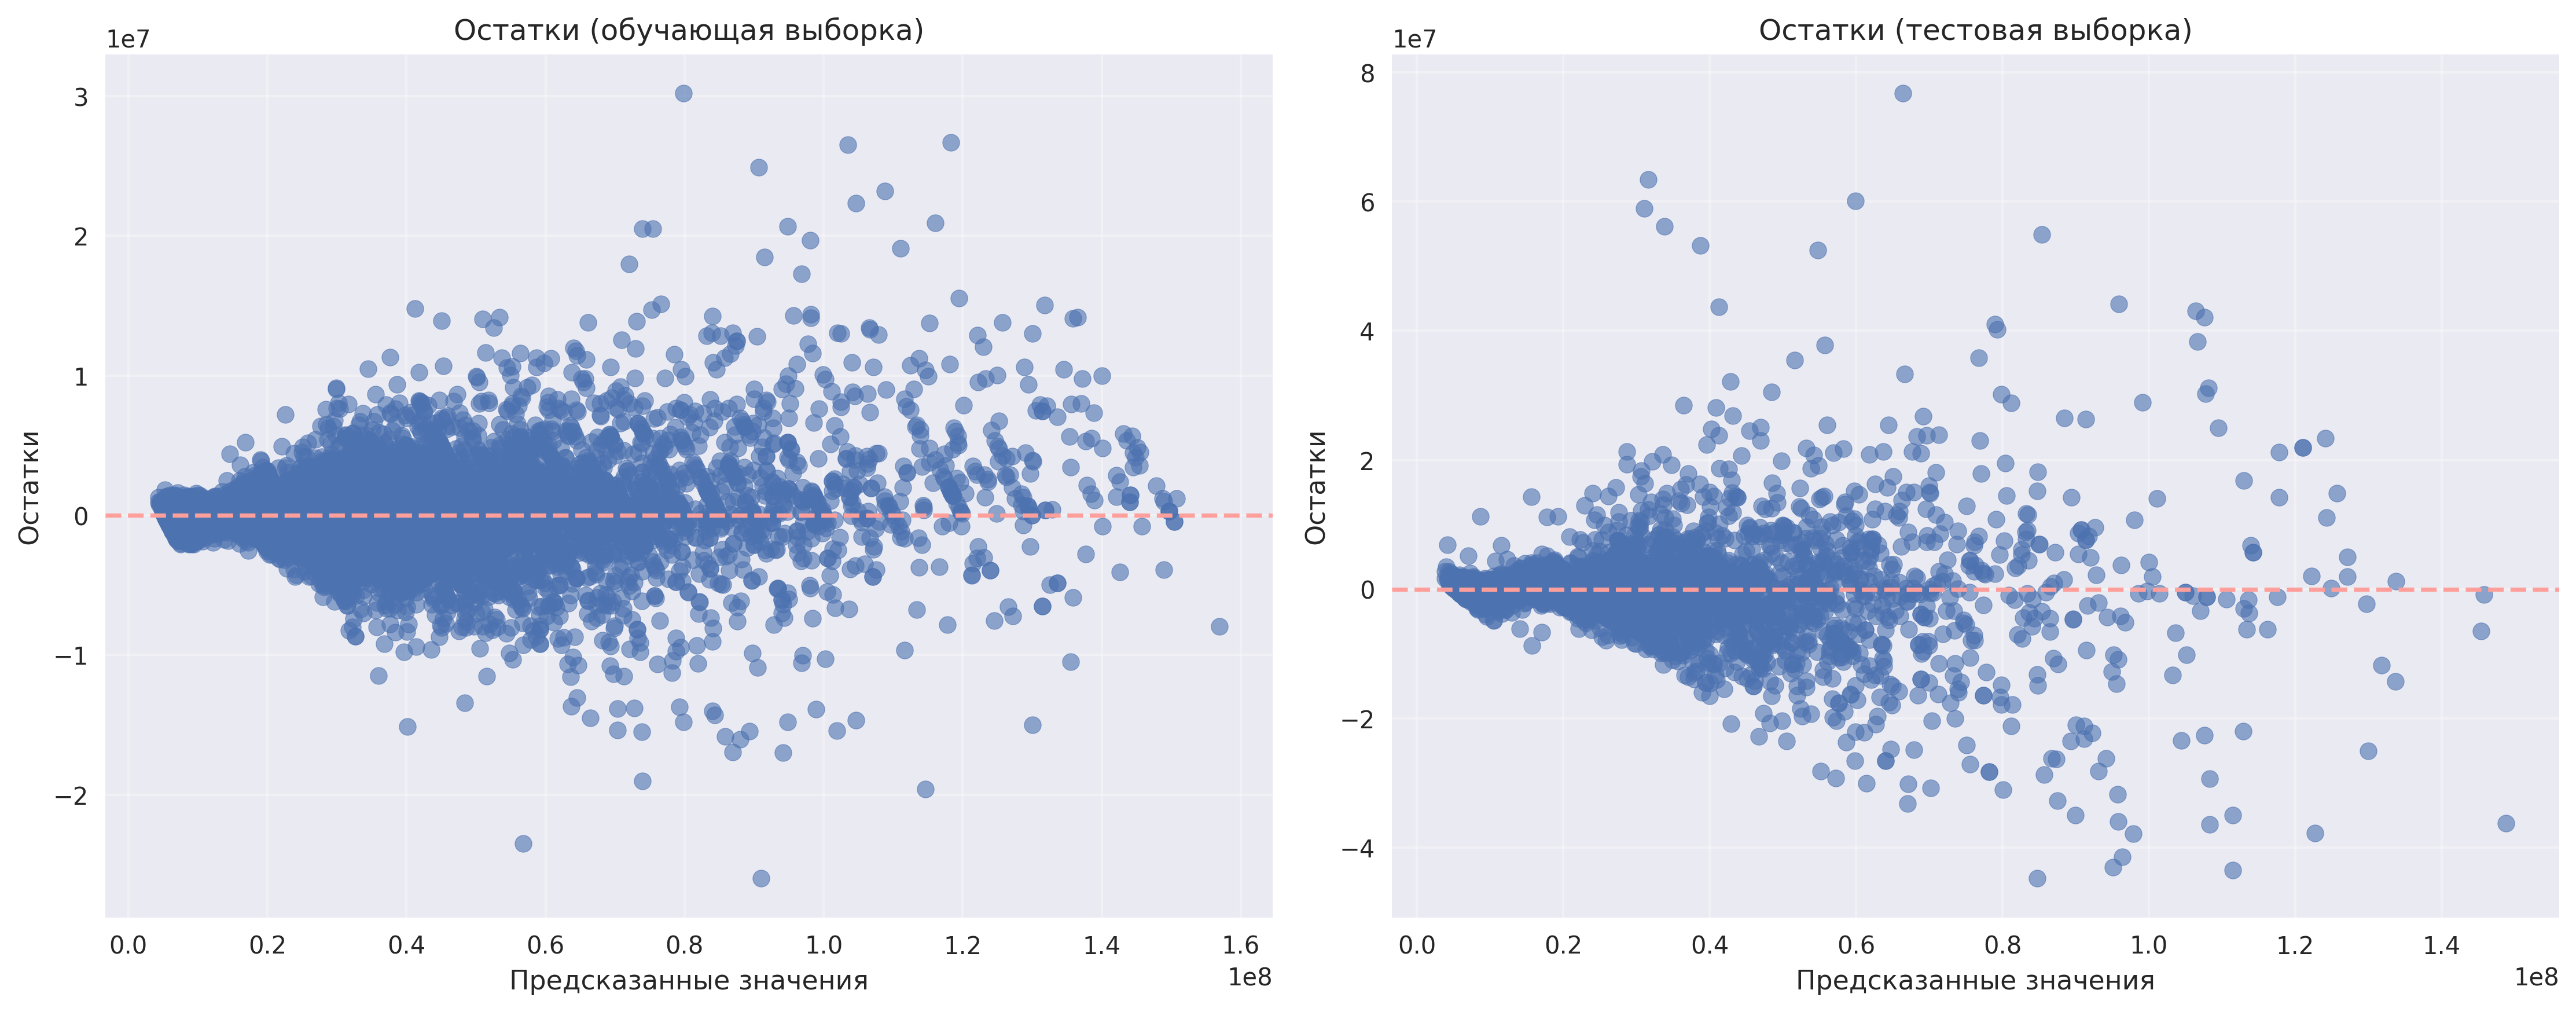 Остатки (обучающая выборка)
1e7
3
2
1
0
−1
−2
Остатки
0.0 0.2 0.4 0.6 0.8 1.0 1.2 1.4 1.6
1e8
Предсказанные значения
Остатки (тестовая выборка)
1e7
8
6
4
2
0
−2
−4
Остатки
0.0 0.2 0.4 0.6 0.8 1.0 1.2 1.4
1e8
Предсказанные значения